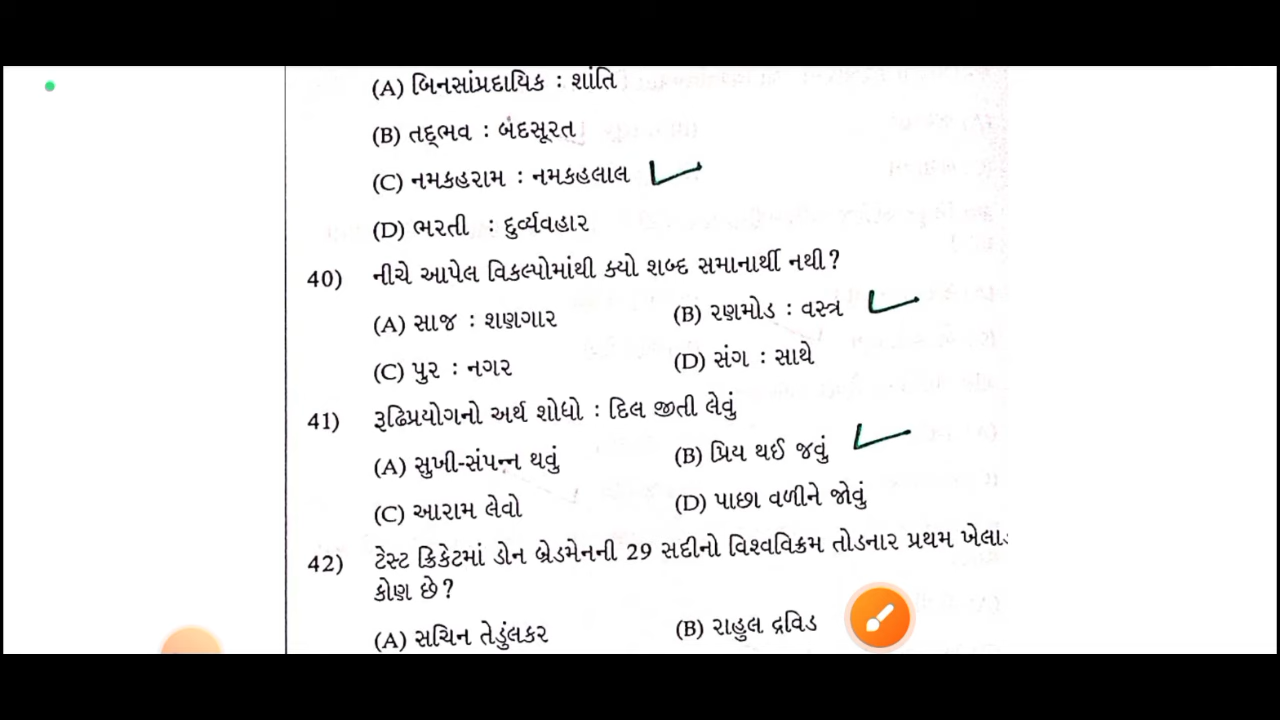 (A) બિનસાંપ્રદાયિક : શાંતિ
(B) તદ્ભવ : બંદસૂરત
(C) નમકહરામ : નમકહલાલ
(D) ભરતી : દુર્વ્યવહાર
40) નીચે આપેલ વિકલ્પોમાંથી ક્યો શબ્દ સમાનાર્થી નથી?
(A) સાજ : શણગાર (B) રણમોડ : વસ્ત્ર
(C) પુર : નગર (D) સંગ : સાથે
41) રૂઢિપ્રયોગનો અર્થ શોધો : દિલ જીતી લેવું
(A) સુખી-સંપન્ન થવું (B) પ્રિય થઈ જવું
(C) આરામ લેવો (D) પાછા વળીને જોવું
42) ટેસ્ટ ક્રિકેટમાં ડોન બ્રેડમેનની 29 સદીનો વિશ્વવિક્રમ તોડનાર પ્રથમ
કોણ છે?
(A) સચિન તેડુંલકર (B) રાહુલ દ્રવિડ